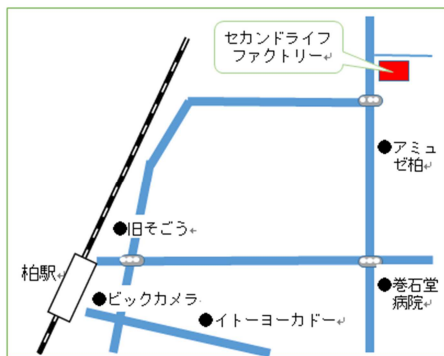 セカンドライフ
ファクトリー
●アミュ
ゼ柏
●旧そごう
柏駅
●ビックカメラ
●巻石堂
病院
●イトーヨーカドー